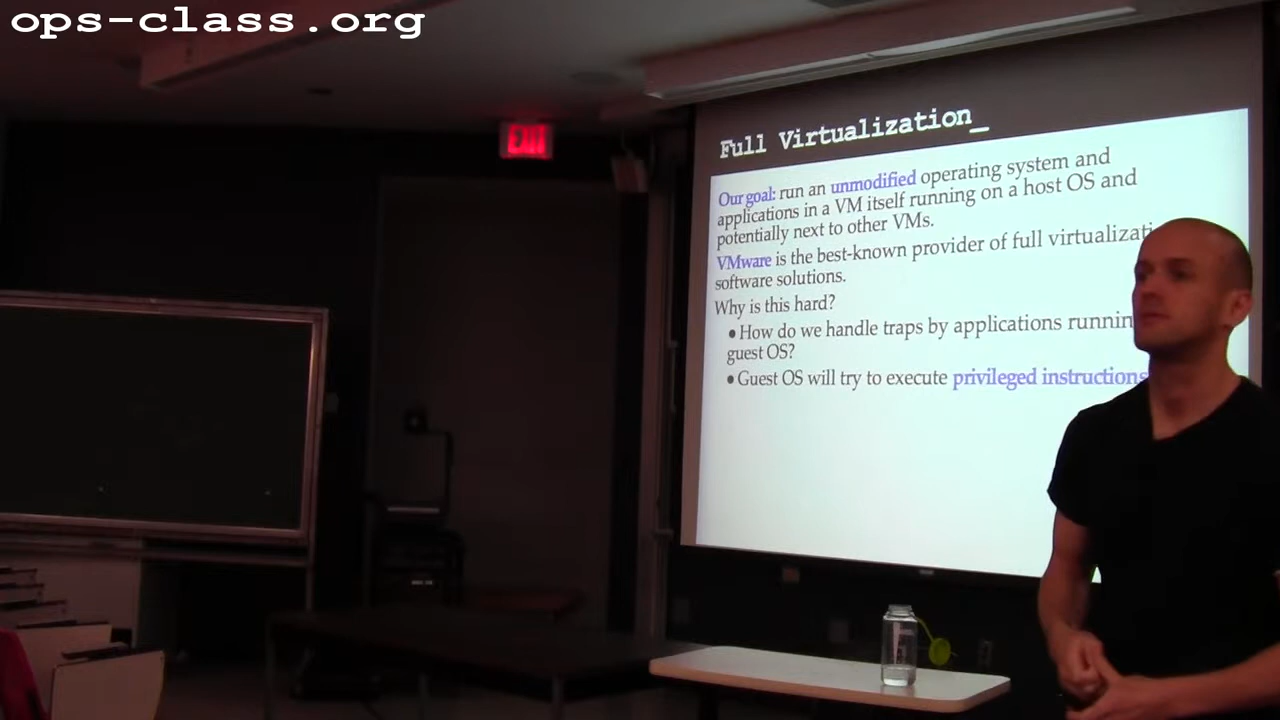 ops-class.org
EXIT
Full Virtualization_
Our goal: run an unmodified operating system and
applications in a VM itself running on a host OS and
potentially next to other VMs.
VMware is the best-known provider of full virtualizati
software solutions.
Why is this hard?
● How do we handle traps by applications runnin
guest OS?
● Guest OS will try to execute privileged instructions